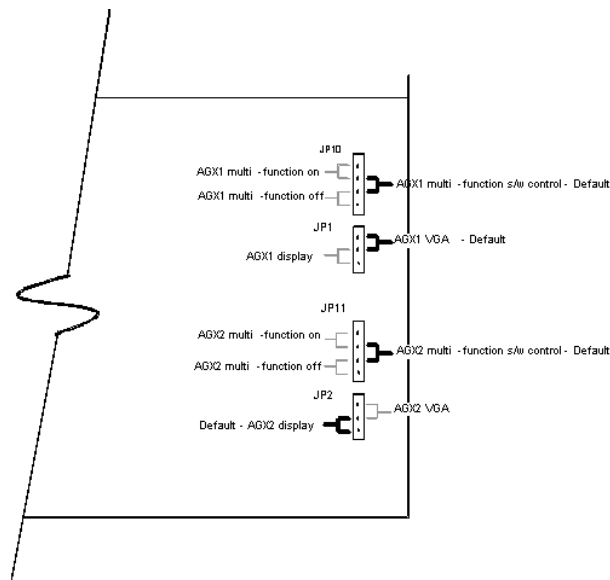 JP10
AGX1 multi -function on
AGX1 multi -function s/w control - Default
AGX1 multi -function off
JP1
AGX1 VGA - Default
AGX1 display
JP11
AGX2 multi -function on
AGX2 multi -function s/w control - Default
AGX2 multi -function off
JP2
AGX2 VGA
Default - AGX2 display